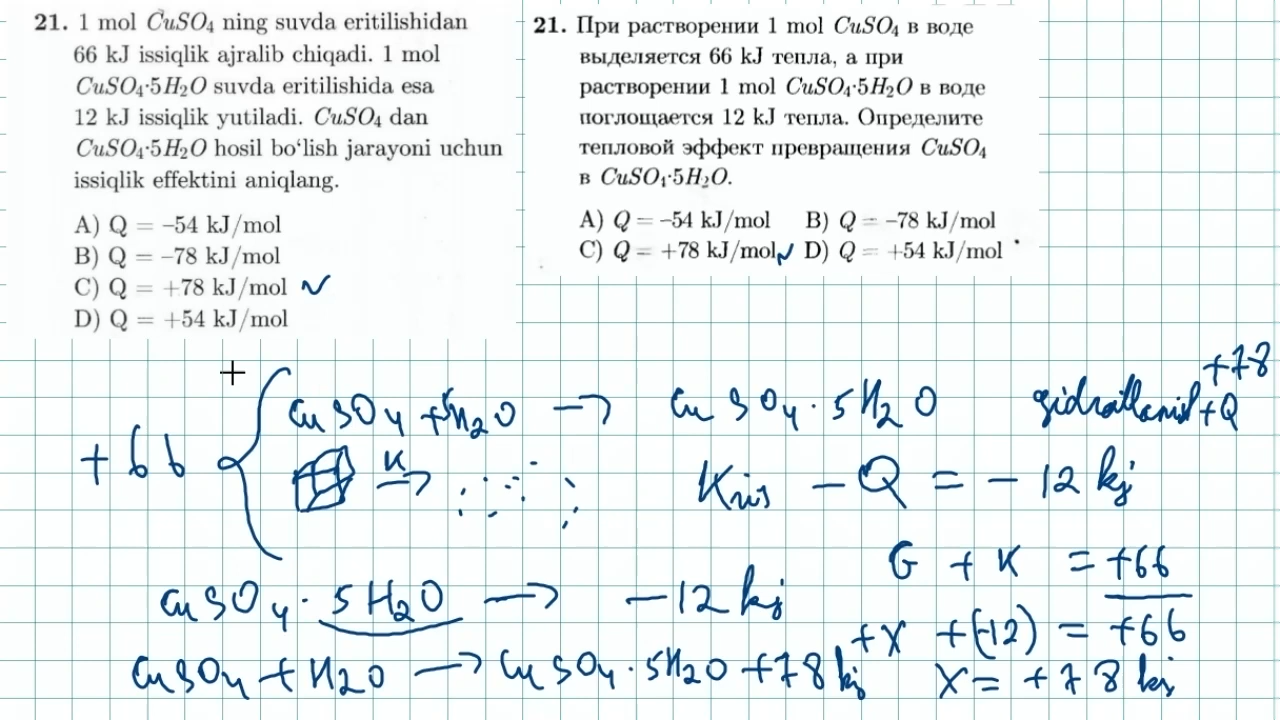 21. 1 mol CuSO₄ ning suvda eritilishidan
66 kJ issiqlik ajralib chiqadi. 1 mol
CuSO₄·5H₂O suvda eritilishida esa
12 kJ issiqlik yutiladi. CuSO₄ dan
CuSO₄·5H₂O hosil bo‘lish jarayoni uchun
issiqlik effektini aniqlang.
A) Q = –54 kJ/mol
B) Q = –78 kJ/mol
C) Q = +78 kJ/mol
D) Q = +54 kJ/mol
21. При растворении 1 mol CuSO₄ в воде
выделяется 66 kJ тепла, а при
растворении 1 mol CuSO₄·5H₂O в воде
поглощается 12 kJ тепла. Определите
тепловой эффект превращения CuSO₄
в CuSO₄·5H₂O.
A) Q = –54 kJ/mol B) Q = –78 kJ/mol
C) Q = +78 kJ/mol D) Q = +54 kJ/mol
+78
CuSO₄ + 5H₂O → CuSO₄ · 5H₂O +Q
+66
K →
Kris – Q = – 12 kj
G + K = +66
CuSO₄ · 5H₂O → –12 kj
+x +(-12) = +66
CuSO₄ + H₂O → CuSO₄ · 5H₂O + 78 kj
x = +78 kj